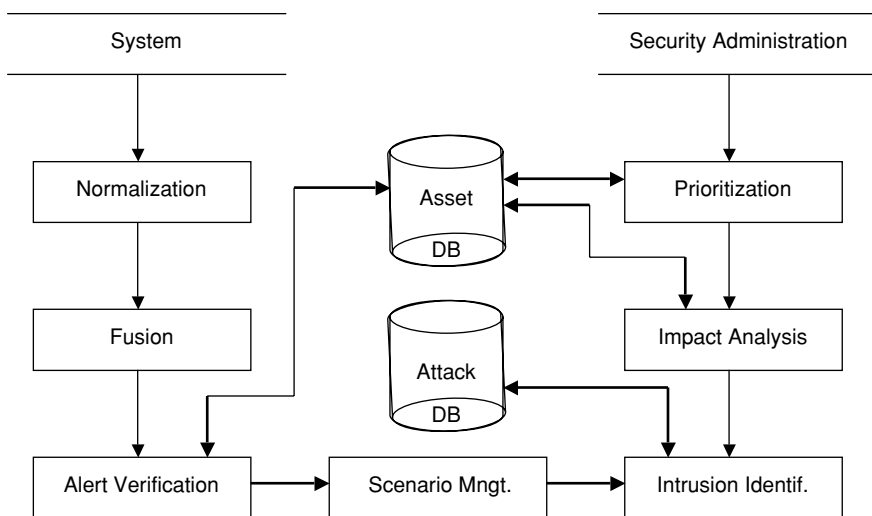 System
Security Administration
Normalization
Asset
DB
Prioritization
Fusion
Attack
DB
Impact Analysis
Alert Verification
Scenario Mngt.
Intrusion Identif.